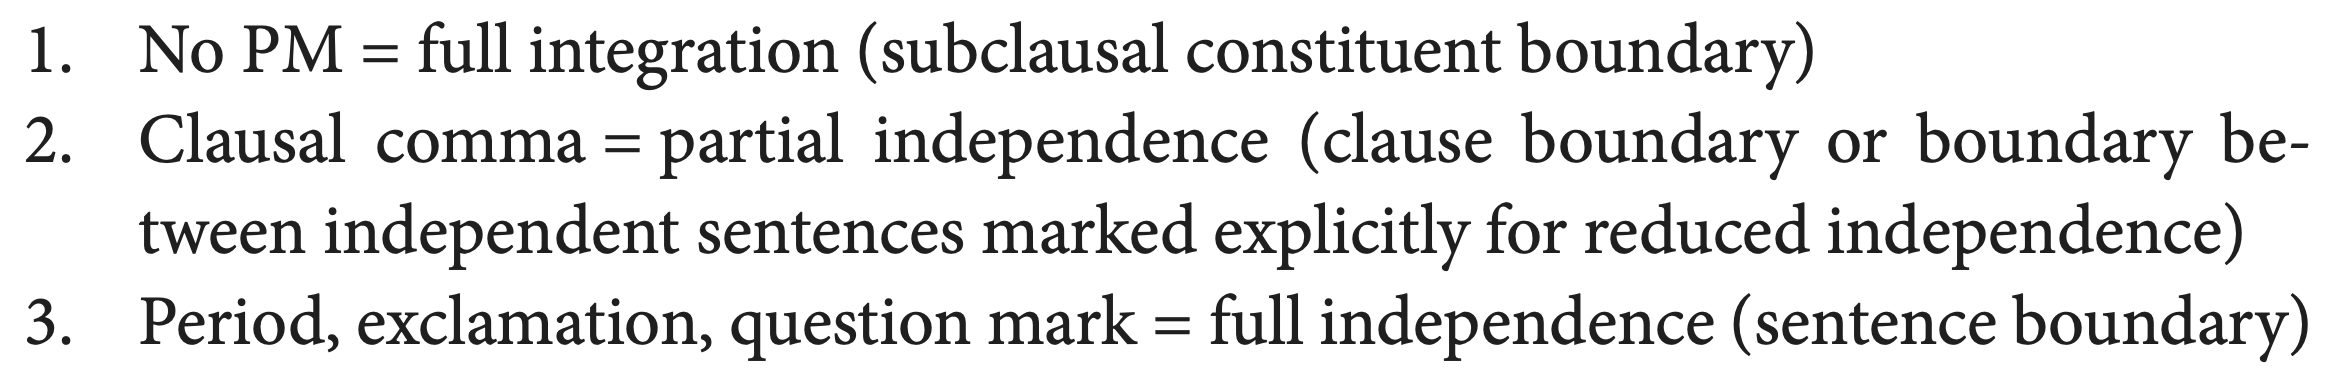 1. No PM = full integration (subclausal constituent boundary)
2. Clausal comma = partial independence (clause boundary or boundary be-
tween independent sentences marked explicitly for reduced independence)
3. Period, exclamation, question mark = full independence (sentence boundary)